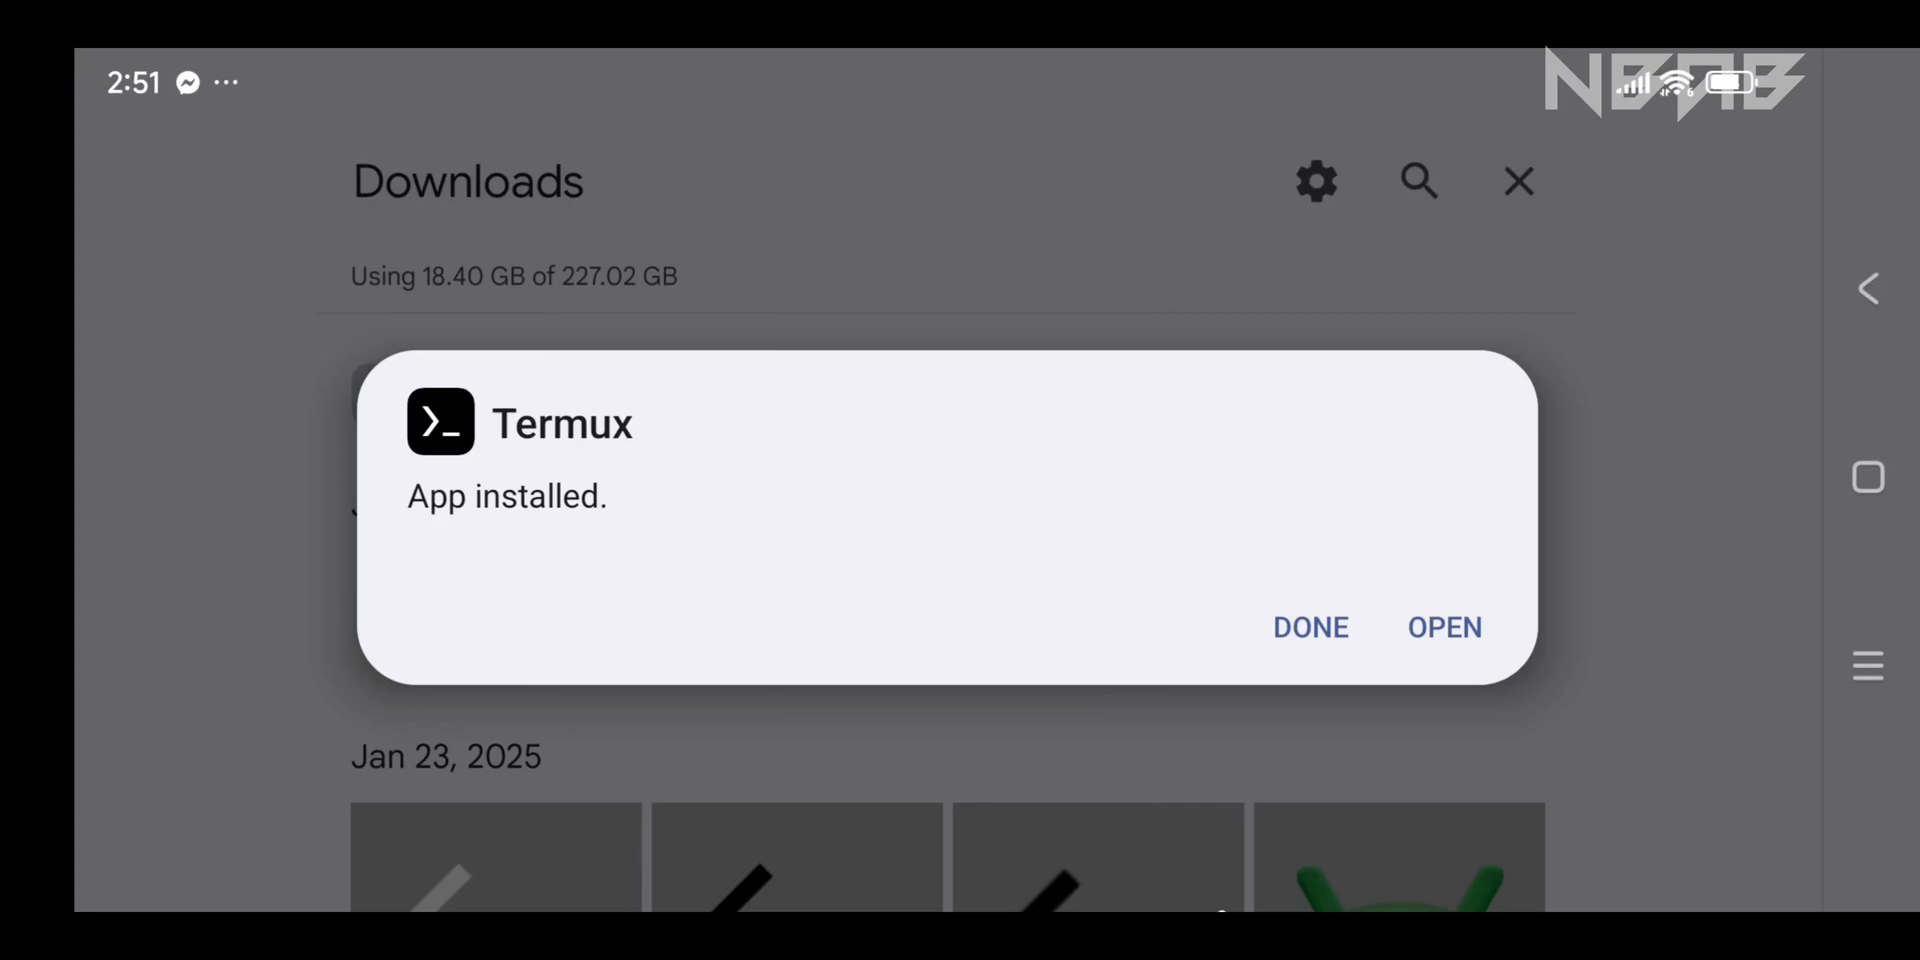 2:51
NBAB
Downloads
Using 18.40 GB of 227.02 GB
Termux
App installed.
DONE OPEN
Jan 23, 2025